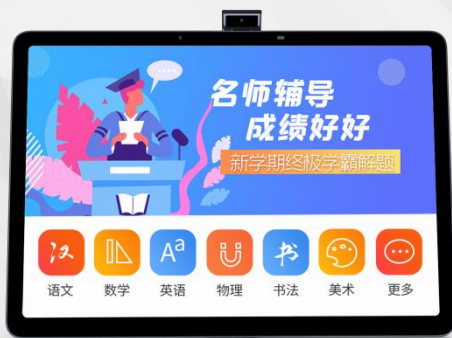 名师辅导
成绩好好
新学期终极学霸解题
汉 Aa 书
语文 数学 英语 物理 书法 美术 更多